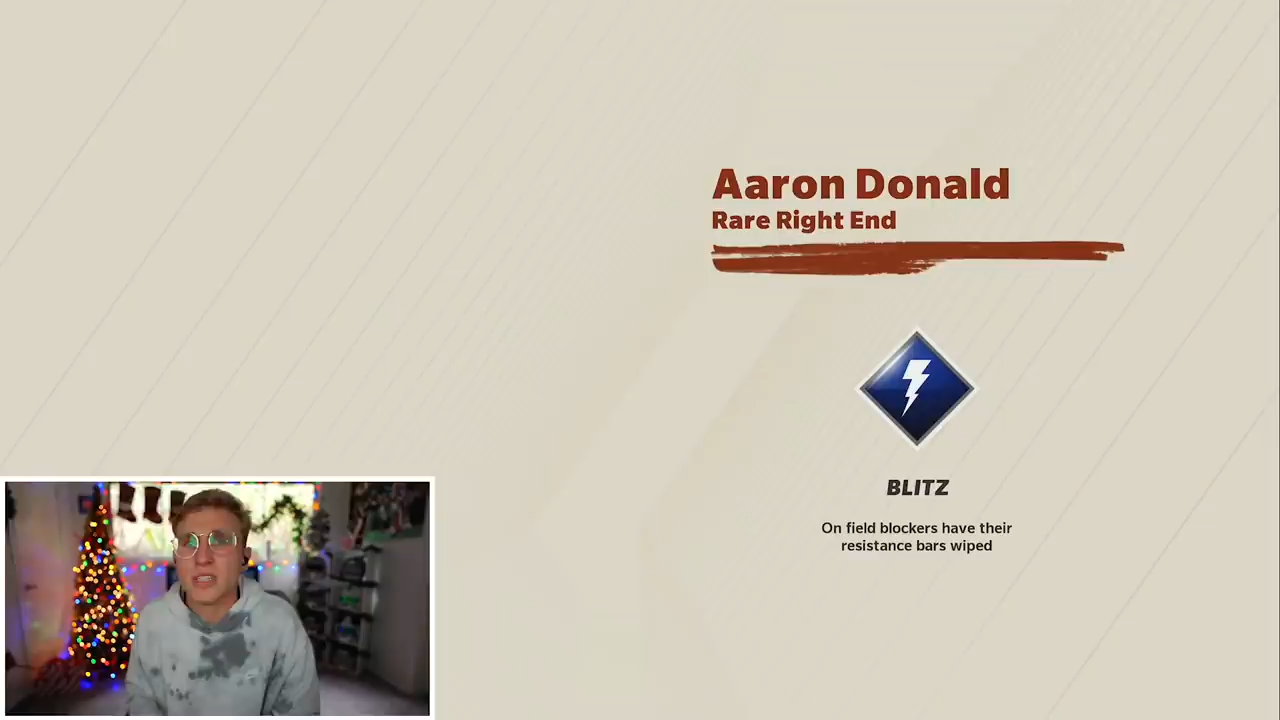 Aaron Donald
Rare Right End
BLITZ
On field blockers have their
resistance bars wiped